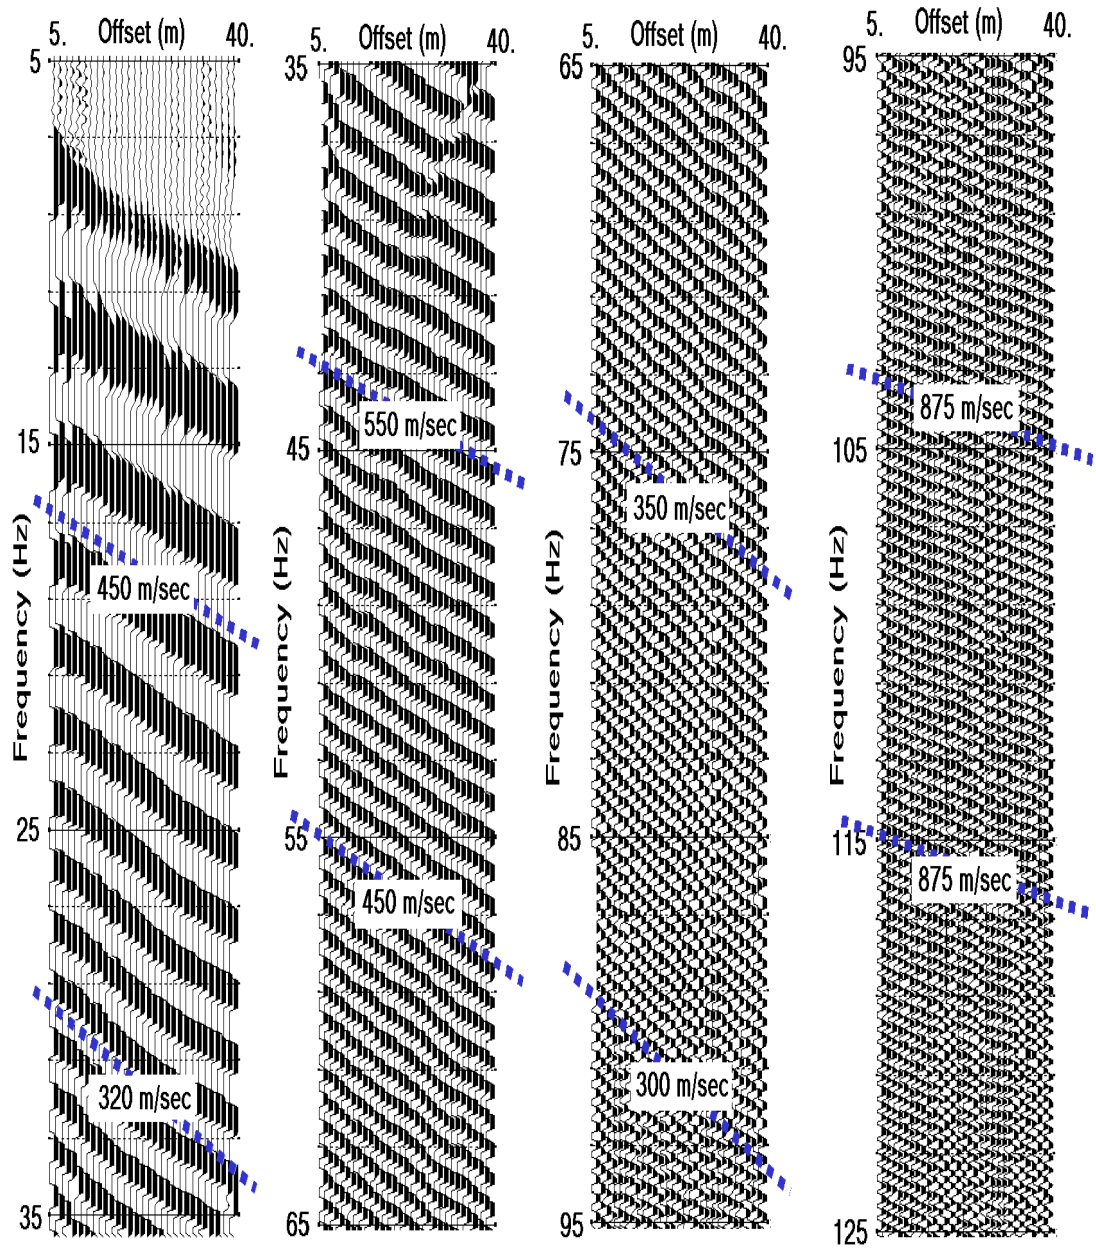 Offset (m)
5. 40.
5
15
25
35
Frequency (Hz)
450 m/sec
320 m/sec
Offset (m)
5. 40.
35
45
55
65
Frequency (Hz)
550 m/sec
450 m/sec
Offset (m)
5. 40.
65
75
85
95
Frequency (Hz)
350 m/sec
300 m/sec
Offset (m)
5. 40.
95
105
115
125
Frequency (Hz)
875 m/sec
875 m/sec